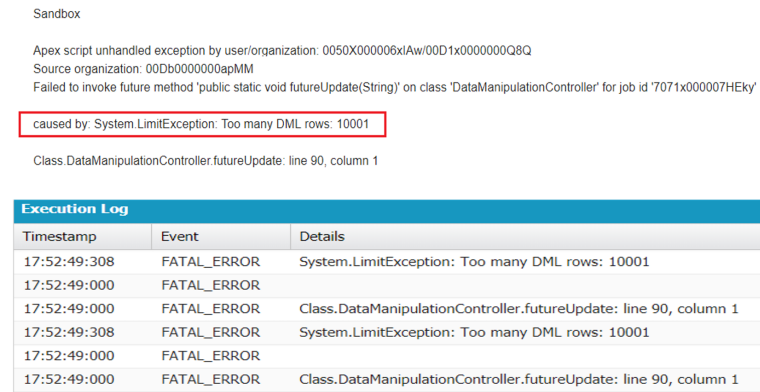 Sandbox
Apex script unhandled exception by user/organization: 0050X000006xIAw/00D1x0000000Q8Q
Source organization: 00Db0000000apMM
Failed to invoke future method 'public static void futureUpdate(String)' on class 'DataManipulationController' for job id '7071x000007HEky'
caused by: System.LimitException: Too many DML rows: 10001
Class.DataManipulationController.futureUpdate: line 90, column 1
Execution Log
Timestamp Event Details
17:52:49:308 FATAL_ERROR System.LimitException: Too many DML rows: 10001
17:52:49:000 FATAL_ERROR
17:52:49:000 FATAL_ERROR Class.DataManipulationController.futureUpdate: line 90, column 1
17:52:49:308 FATAL_ERROR System.LimitException: Too many DML rows: 10001
17:52:49:000 FATAL_ERROR
17:52:49:000 FATAL_ERROR Class.DataManipulationController.futureUpdate: line 90, column 1